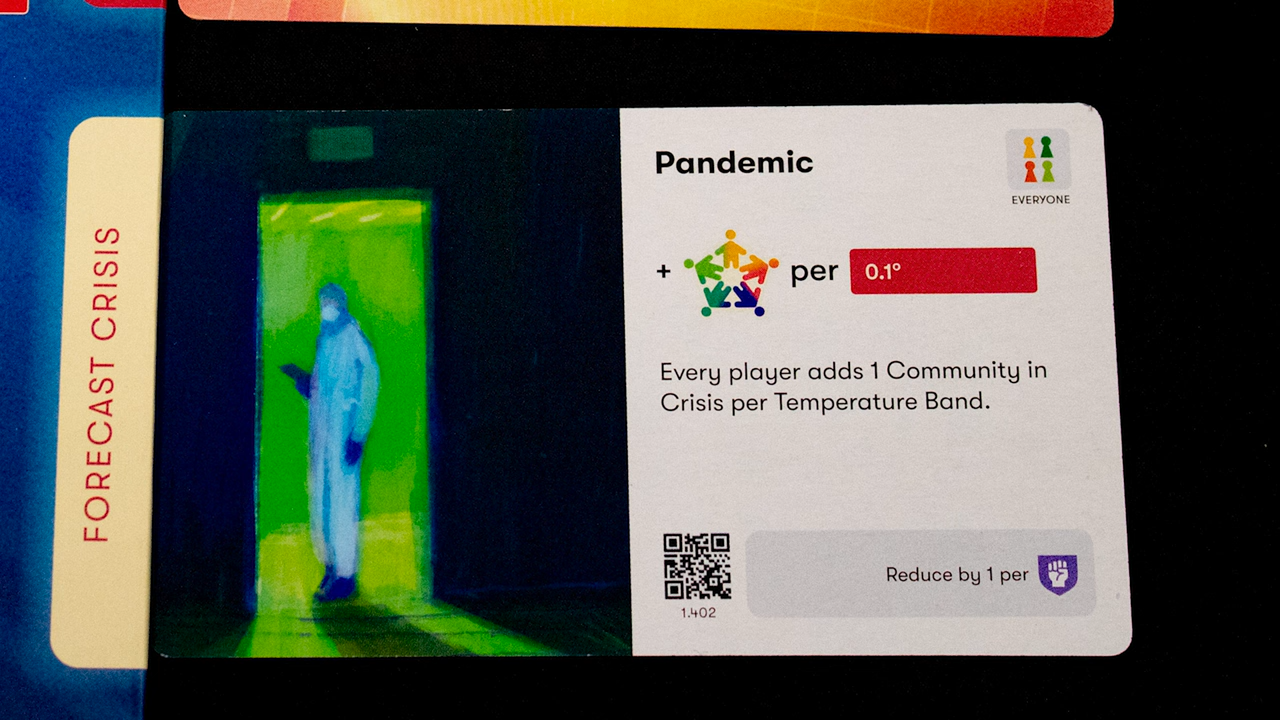 FORECAST CRISIS
Pandemic
EVERYONE
+ per 0.1°
Every player adds 1 Community in
Crisis per Temperature Band.
Reduce by 1 per
1.402